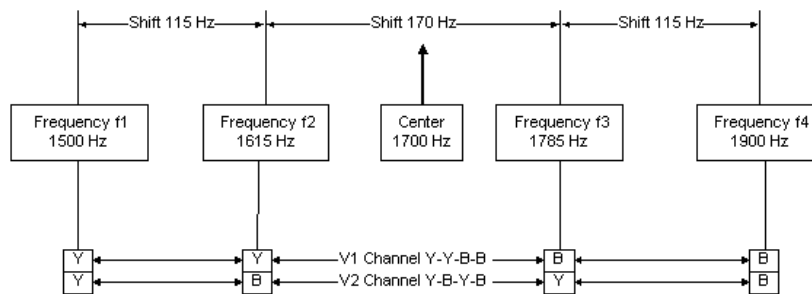 Shift 115 Hz Shift 170 Hz Shift 115 Hz
Frequency f1 Frequency f2 Center Frequency f3 Frequency f4
1500 Hz 1615 Hz 1700 Hz 1785 Hz 1900 Hz
Y Y V1 Channel Y-Y-B-B B B
Y B V2 Channel Y-B-Y-B Y B